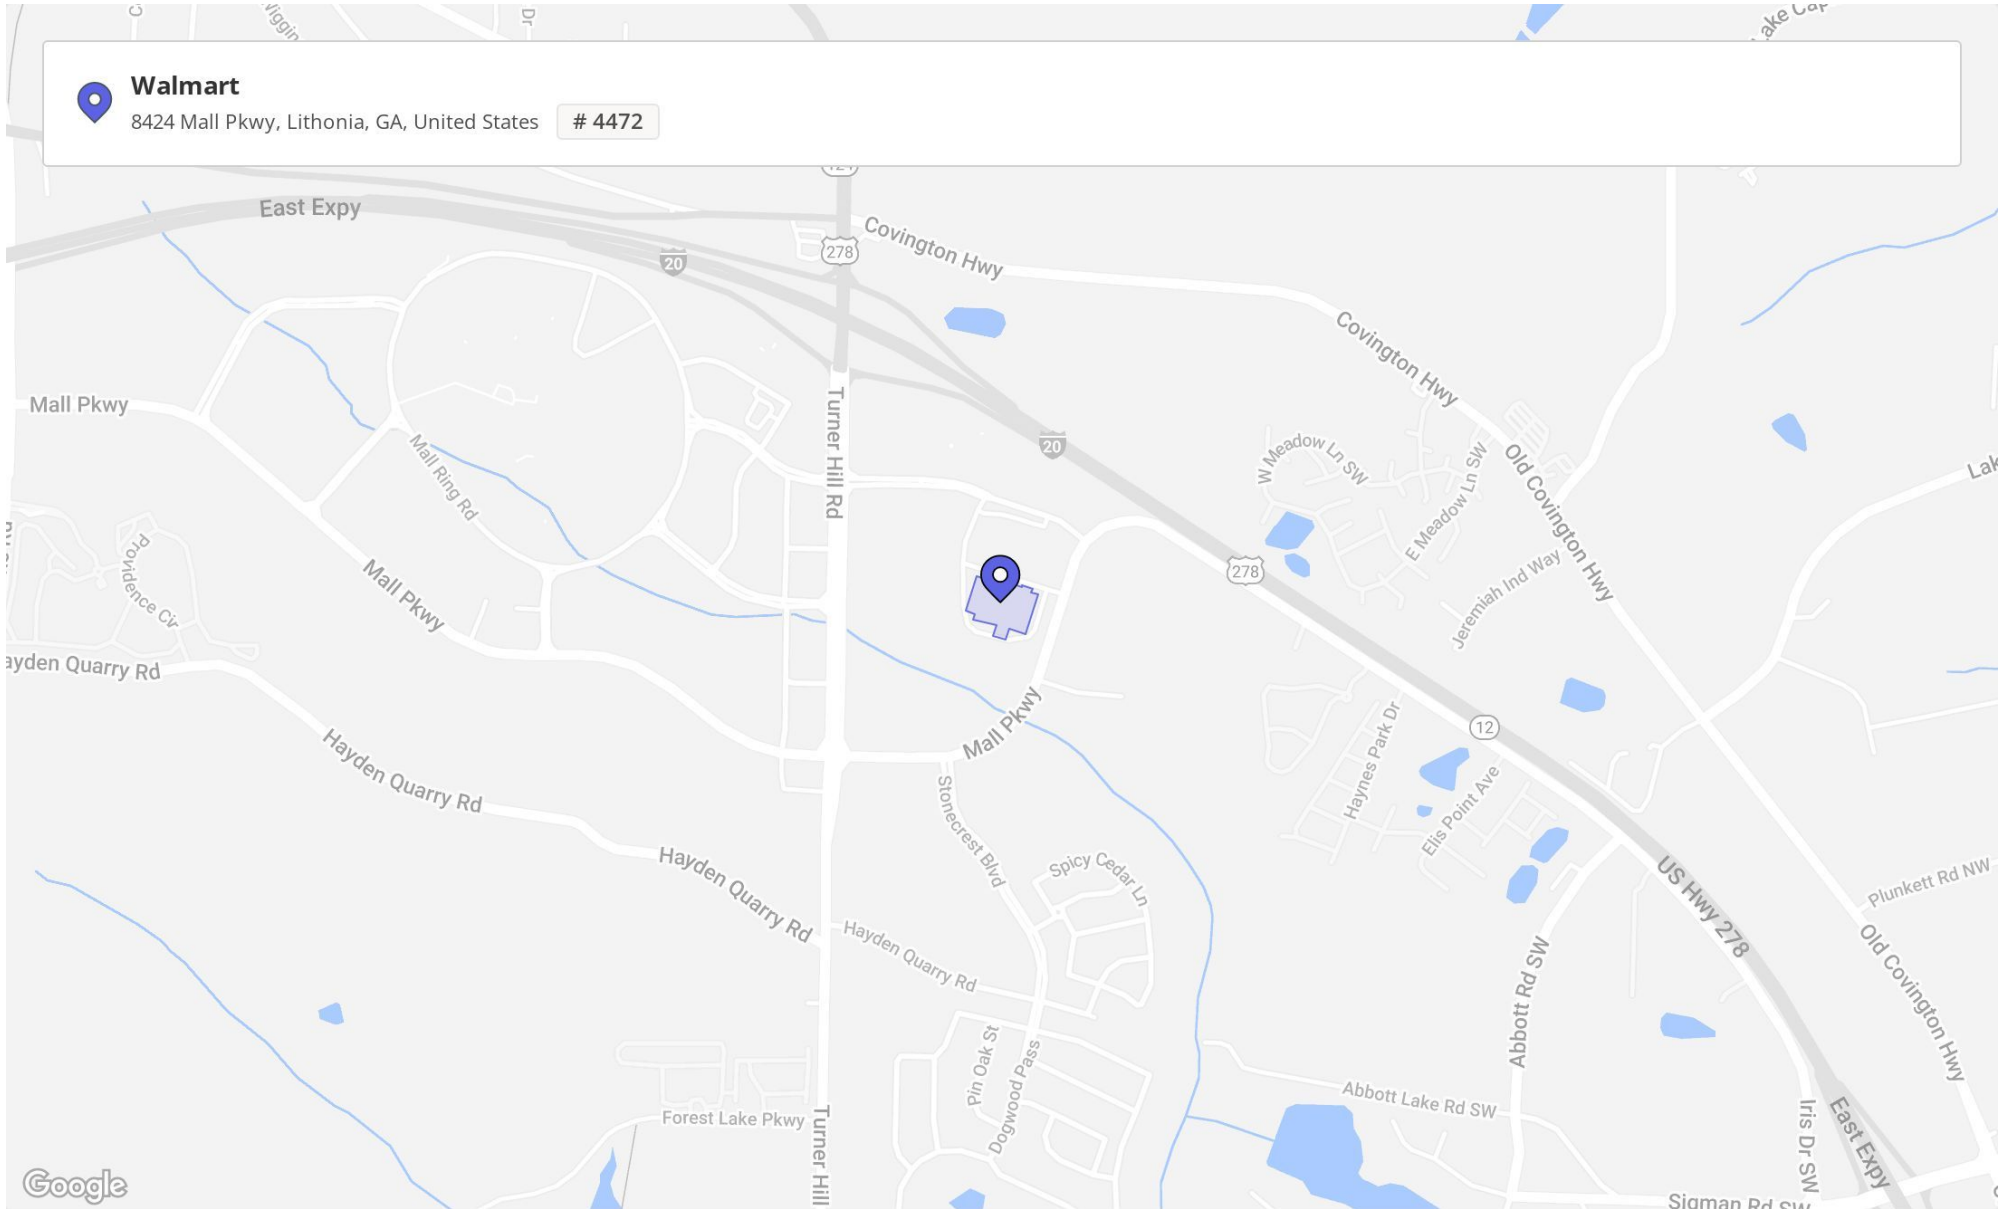 Dr
Walmart
8424 Mall Pkwy, Lithonia, GA, United States
# 4472
East Expy
20
278
Covington Hwy
Covington Hwy
Mall Pkwy
Turner Hill Rd
20
Mall Ring Rd
W Meadow Ln SW
E Meadow Ln SW
Old Covington Hwy
Providence Cir
Mall Pkwy
278
Jeremiah Ind Way
ayden Quarry Rd
Mall Pkwy
Haynes Park Dr
12
Hayden Quarry Rd
Stonecrest Blvd
Elis Point Ave
Hayden Quarry Rd
Spicy Cedar Ln
US Hwy 278
Plunkett Rd NW
Hayden Quarry Rd
Abbott Rd SW
Old Covington Hwy
Pin Oak St
Dogwood Pass
Abbott Lake Rd SW
Forest Lake Pkwy
Turner Hill
Iris Dr SW
East Expy
Google
Sigman Rd SW